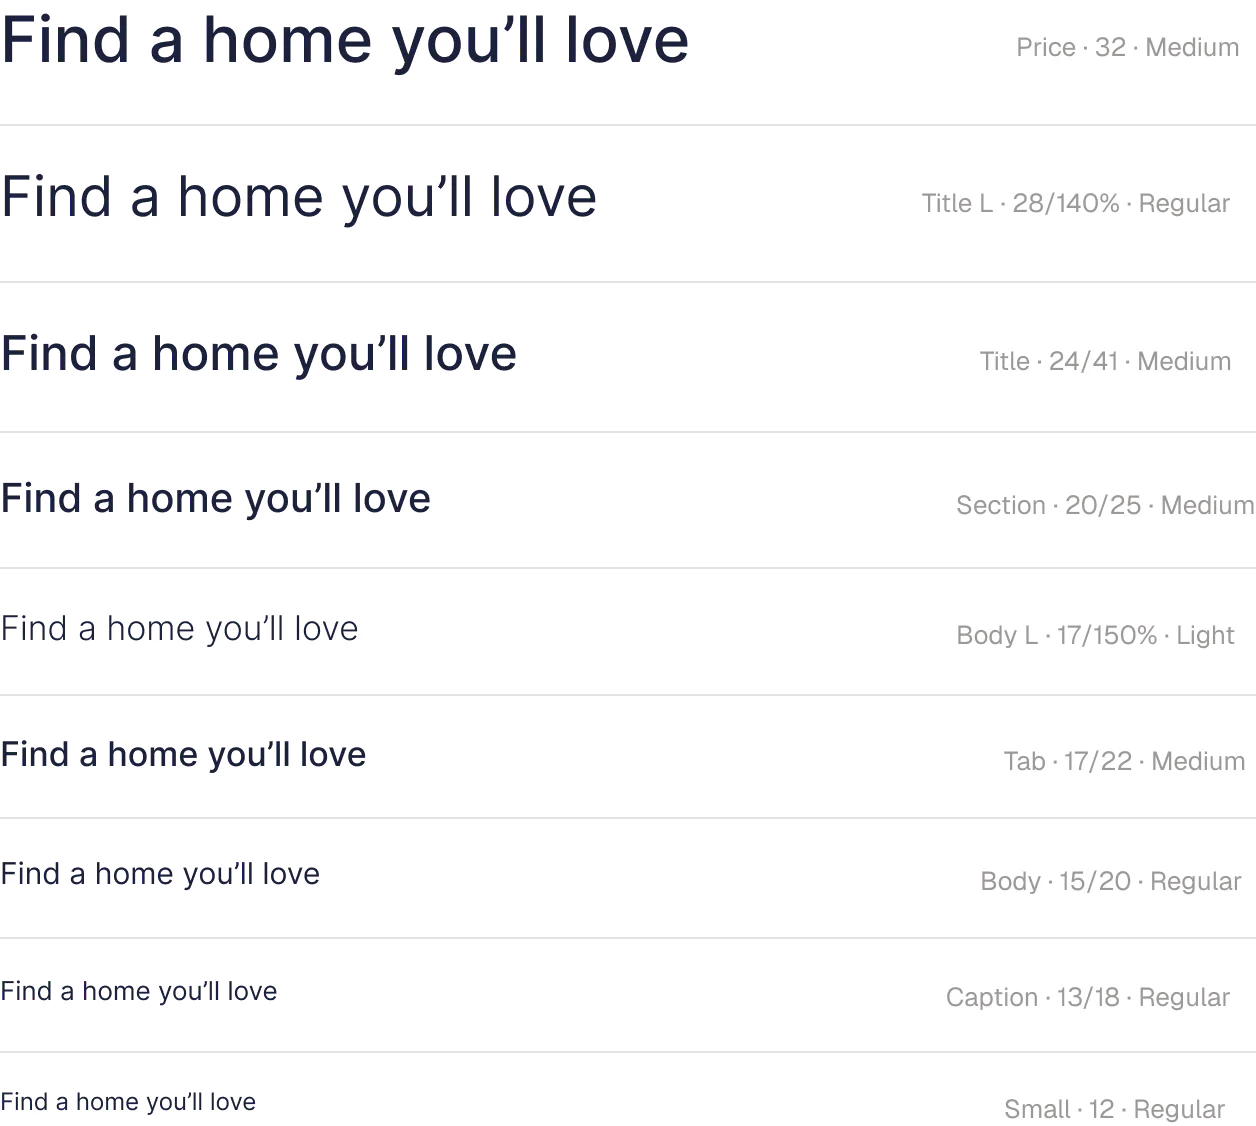 Find a home you’ll love
Price · 32 · Medium
Find a home you’ll love
Title L · 28/140% · Regular
Find a home you’ll love
Title · 24/41 · Medium
Find a home you’ll love
Section · 20/25 · Medium
Find a home you’ll love
Body L · 17/150% · Light
Find a home you’ll love
Tab · 17/22 · Medium
Find a home you’ll love
Body · 15/20 · Regular
Find a home you’ll love
Caption · 13/18 · Regular
Find a home you’ll love
Small · 12 · Regular